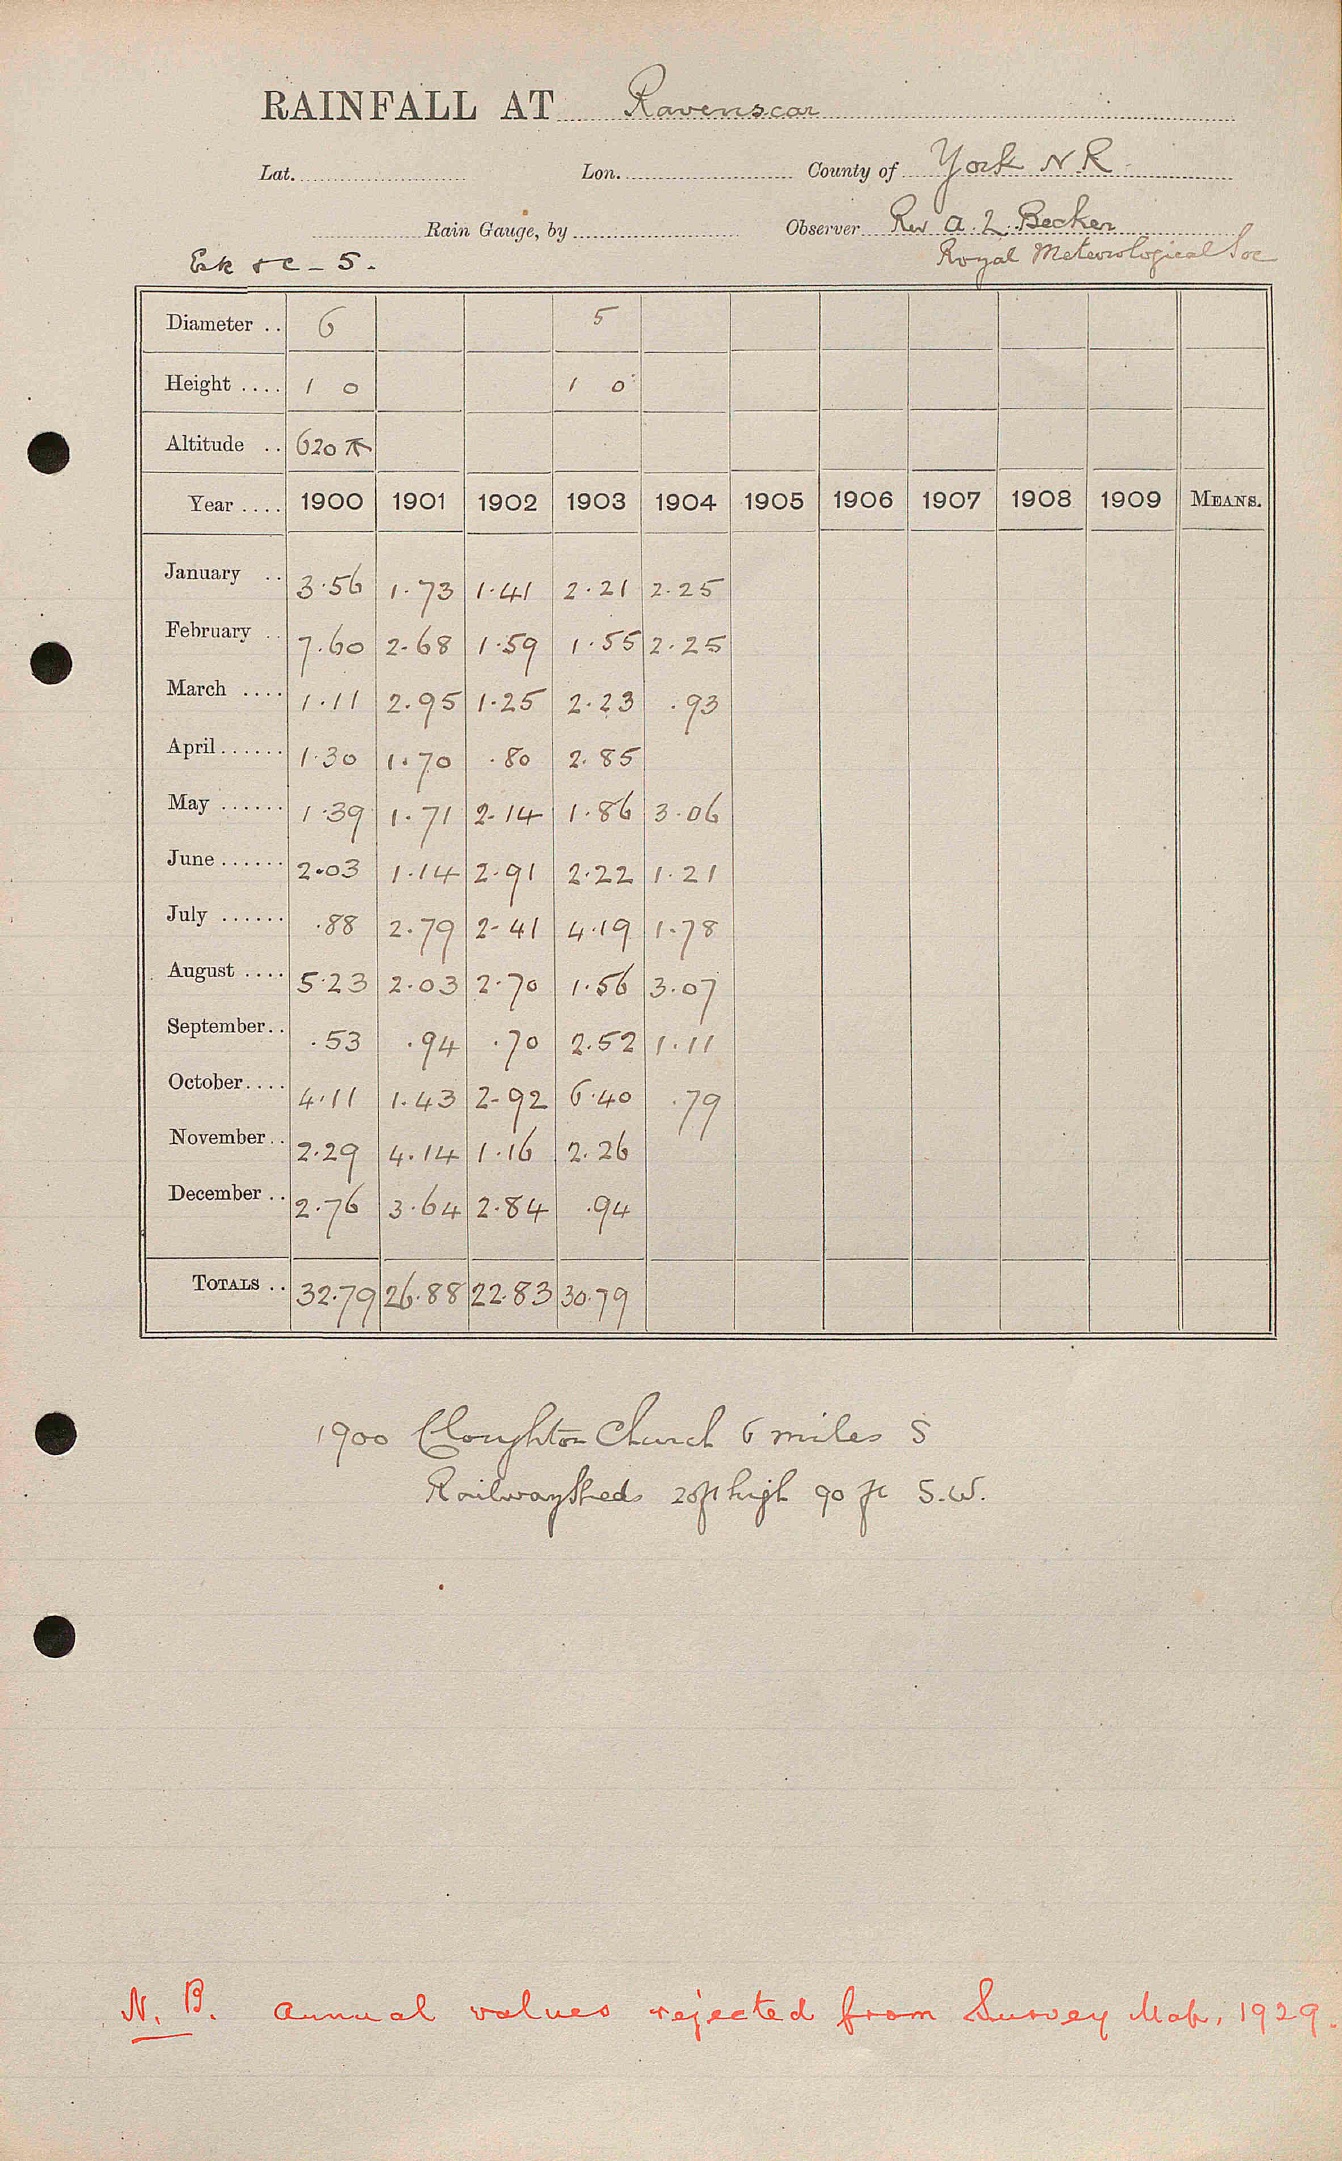 RAINFALL AT Ravenscar
Lat. Lon. County of York N.R
Rain Gauge, by Observer Rev A. L. Becker
Royal Meteorological Soc
Diameter .. 6 5
Height .... 1 0 1 0
Altitude .. 620
Year .... 1900 1901 1902 1903 1904 1905 1906 1907 1908 1909 MEANS.
January .. 3.56 1.73 1.41 2.21 2.25
February .. 7.60 2.68 1.59 1.55 2.25
March .... 1.11 2.95 1.25 2.23 .93
April...... 1.30 1.70 .80 2.85
May ...... 1.39 1.71 2.14 1.86 3.06
June...... 2.03 1.14 2.91 2.22 1.21
July ...... .88 2.79 2.41 4.19 1.78
August .... 5.23 2.03 2.70 1.56 3.07
September.. .53 .94 .70 2.52 1.11
October.... 4.11 1.43 2.92 6.40 .79
November.. 2.29 4.14 1.16 2.26
December .. 2.76 3.64 2.84 .94
TOTALS .. 32.79 26.88 22.83 30.79
1900 Cloughton Church 6 miles S
Railway Sheds 20ft high 90 ft S.W.
N.B. Annual values rejected from Survey Map, 1929.